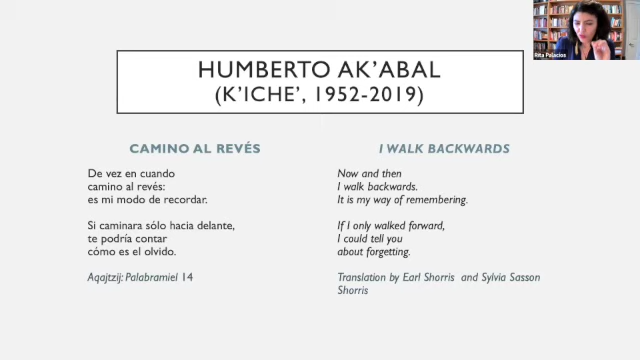 HUMBERTO AK'ABAL
(K'ICHE', 1952-2019)
CAMINO AL REVÉS
De vez en cuando
camino al revés:
es mi modo de recordar.
Si caminara sólo hacia delante,
te podría contar
cómo es el olvido.
Aqajtzij: Palabramiel 14
I WALK BACKWARDS
Now and then
I walk backwards.
It is my way of remembering.
If I only walked forward,
I could tell you
about forgetting.
Translation by Earl Shorris and Sylvia Sasson
Shorris
Rita Palacios